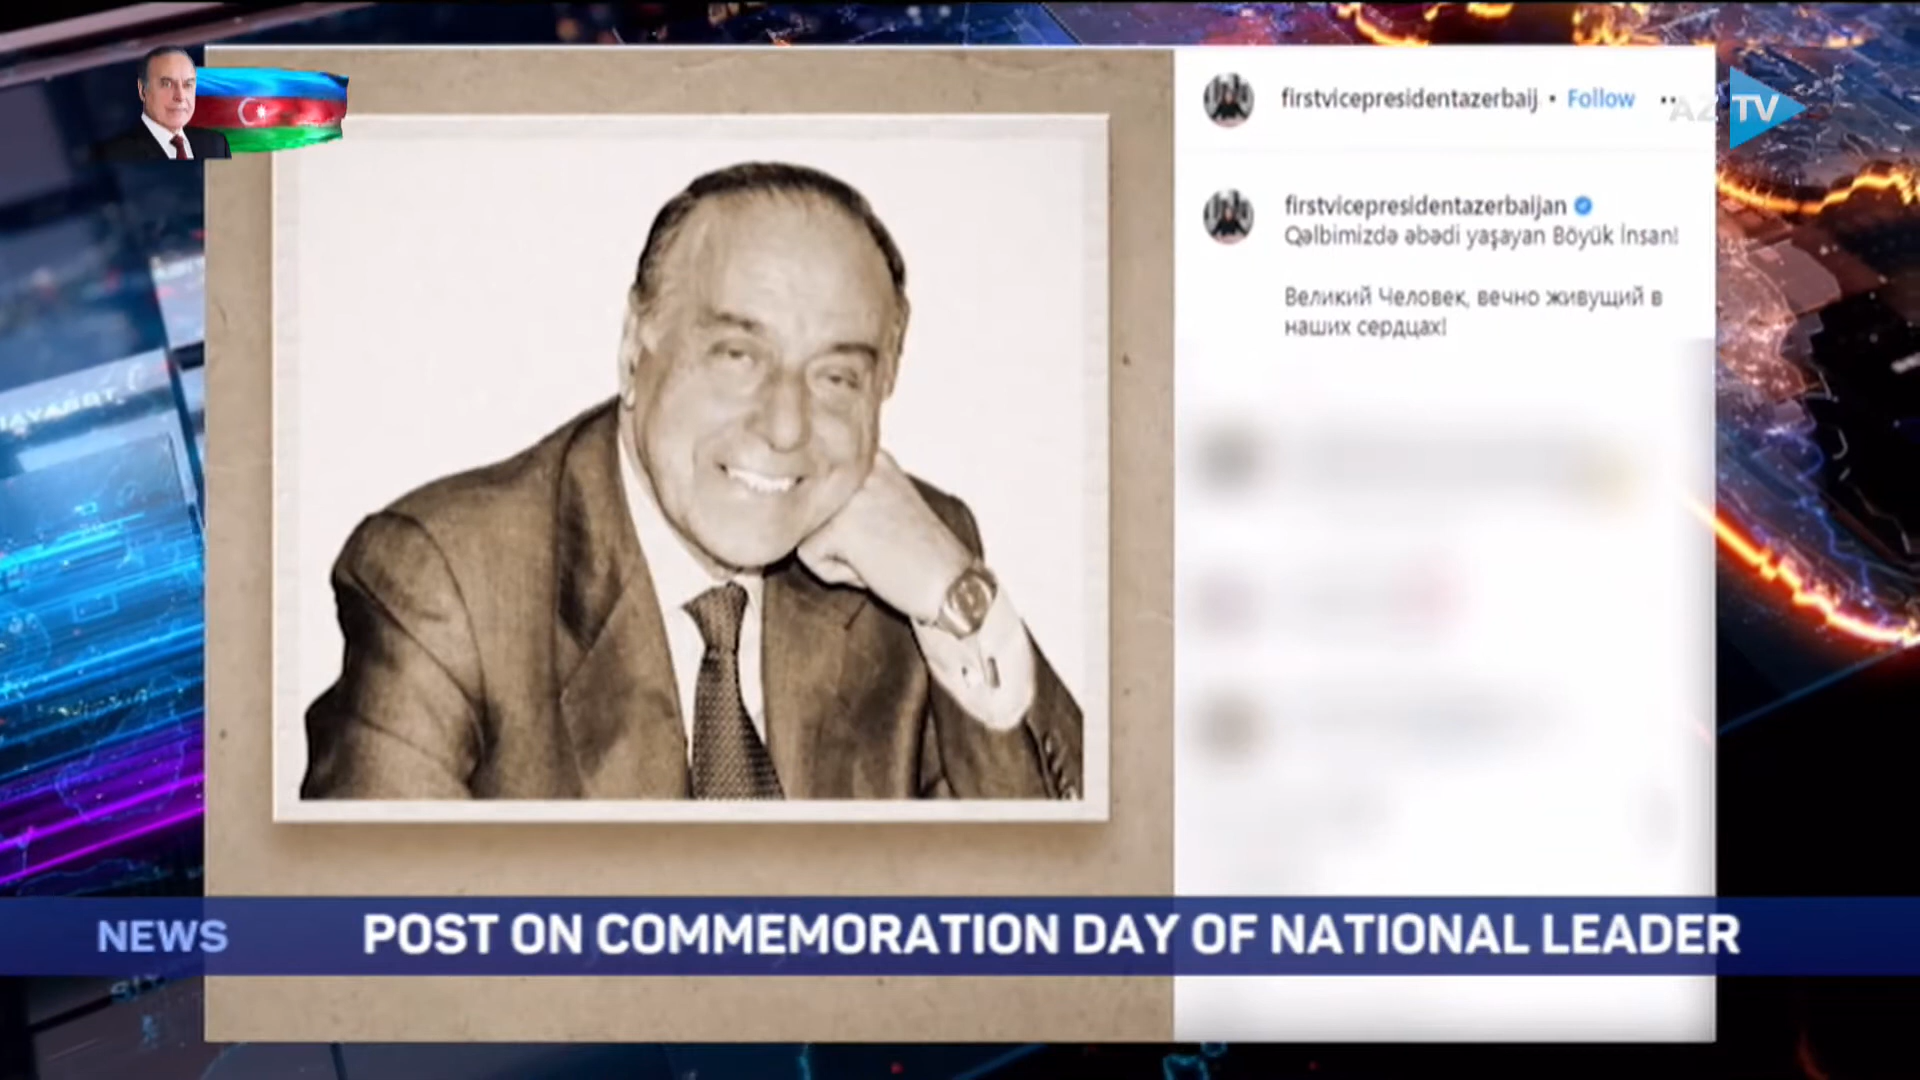 firstvicepresidentazerbaij • Follow
AZTV
firstvicepresidentazerbaijan
Qəlbimizdə əbədi yaşayan Böyük İnsan!
Великий Человек, вечно живущий в
наших сердцах!
NEWS
POST ON COMMEMORATION DAY OF NATIONAL LEADER